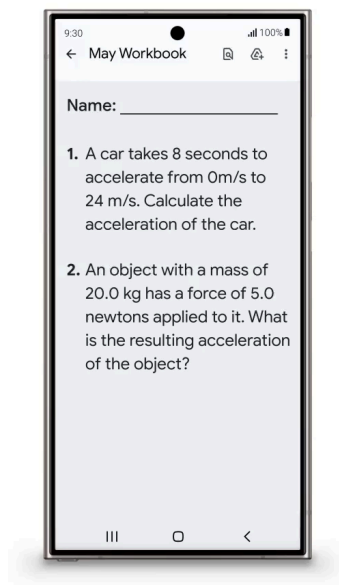 9:30 100%
May Workbook
Name:
1. A car takes 8 seconds to
accelerate from 0m/s to
24 m/s. Calculate the
acceleration of the car.
2. An object with a mass of
20.0 kg has a force of 5.0
newtons applied to it. What
is the resulting acceleration
of the object?